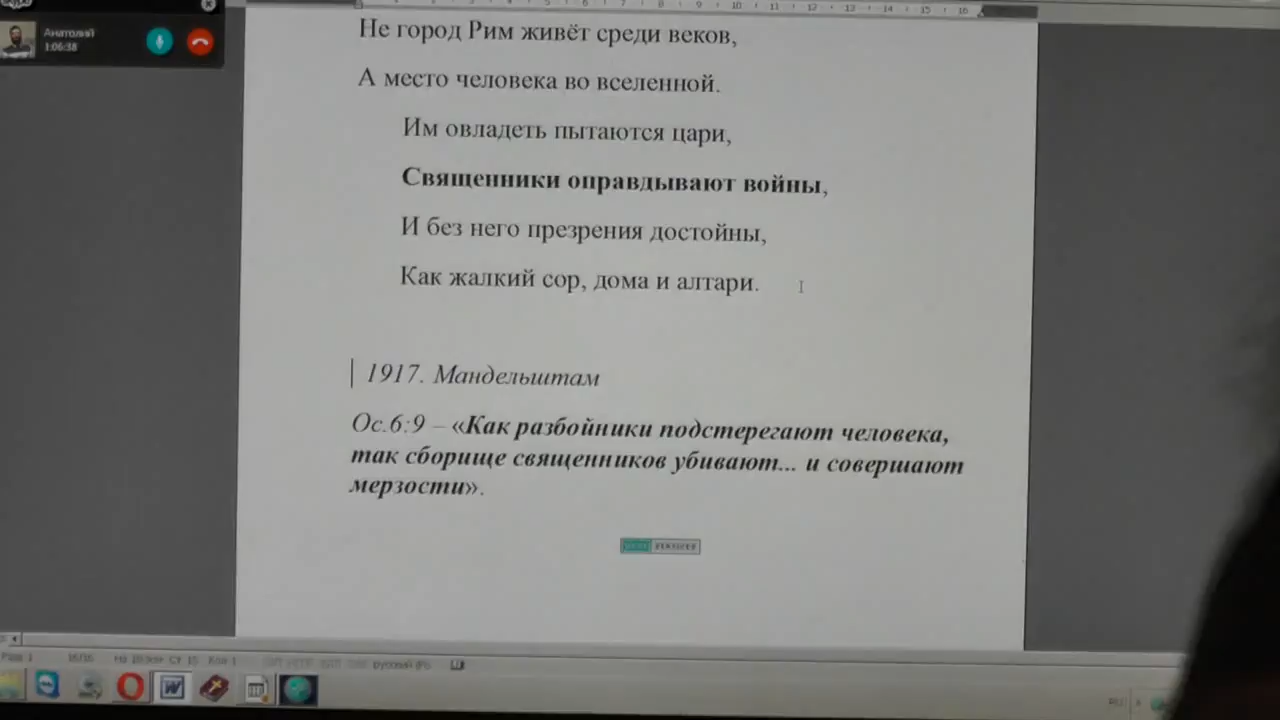 Анатолий
1:06:38
Не город Рим живёт среди веков,
А место человека во вселенной.
Им овладеть пытаются цари,
Священники оправдывают войны,
И без него презрения достойны,
Как жалкий сор, дома и алтари.
1917. Мандельштам
Ос.6:9 – «Как разбойники подстерегают человека,
так сборище священников убивают... и совершают
мерзости».